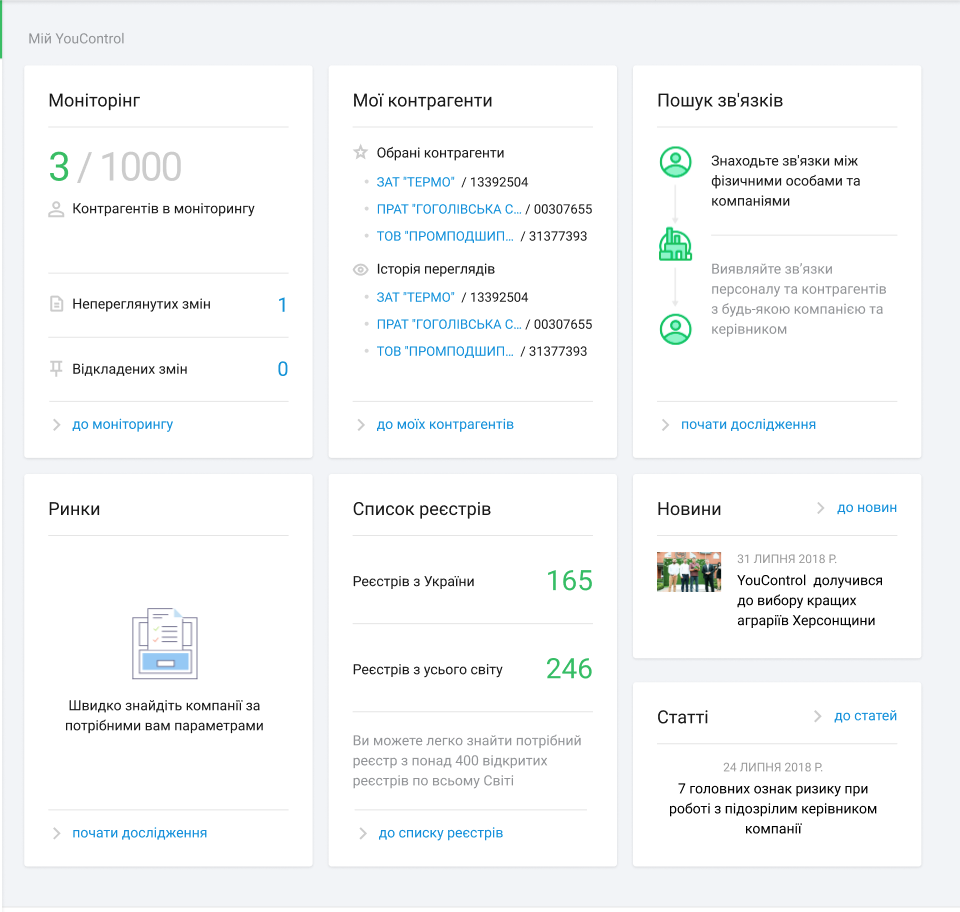 Мій YouControl
Моніторінг
3 / 1000
Контрагентів в моніторингу
Непереглянутих змін 1
Відкладених змін 0
до моніторингу
Мої контрагенти
Обрані контрагенти
ЗАТ "ТЕРМО" / 13392504
ПРАТ "ГОГОЛІВСЬКА С... / 00307655
ТОВ "ПРОМПОДШИП... / 31377393
Історія переглядів
ЗАТ "ТЕРМО" / 13392504
ПРАТ "ГОГОЛІВСЬКА С... / 00307655
ТОВ "ПРОМПОДШИП... / 31377393
до моїх контрагентів
Пошук зв'язків
Знаходьте зв'язки між
фізичними особами та
компаніями
Виявляйте зв’язки
персоналу та контрагентів
з будь-якою компанією та
керівником
почати дослідження
Ринки
Швидко знайдіть компанії за
потрібними вам параметрами
почати дослідження
Список реєстрів
Реєстрів з України 165
Реєстрів з усього світу 246
Ви можете легко знайти потрібний
реєстр з понад 400 відкритих
реєстрів по всьому Світі
до списку реєстрів
Новини
до новин
31 ЛИПНЯ 2018 Р.
YouControl долучився
до вибору кращих
аграріїв Херсонщини
Статті
до статей
24 ЛИПНЯ 2018 Р.
7 головних ознак ризику при
роботі з підозрілим керівником
компанії